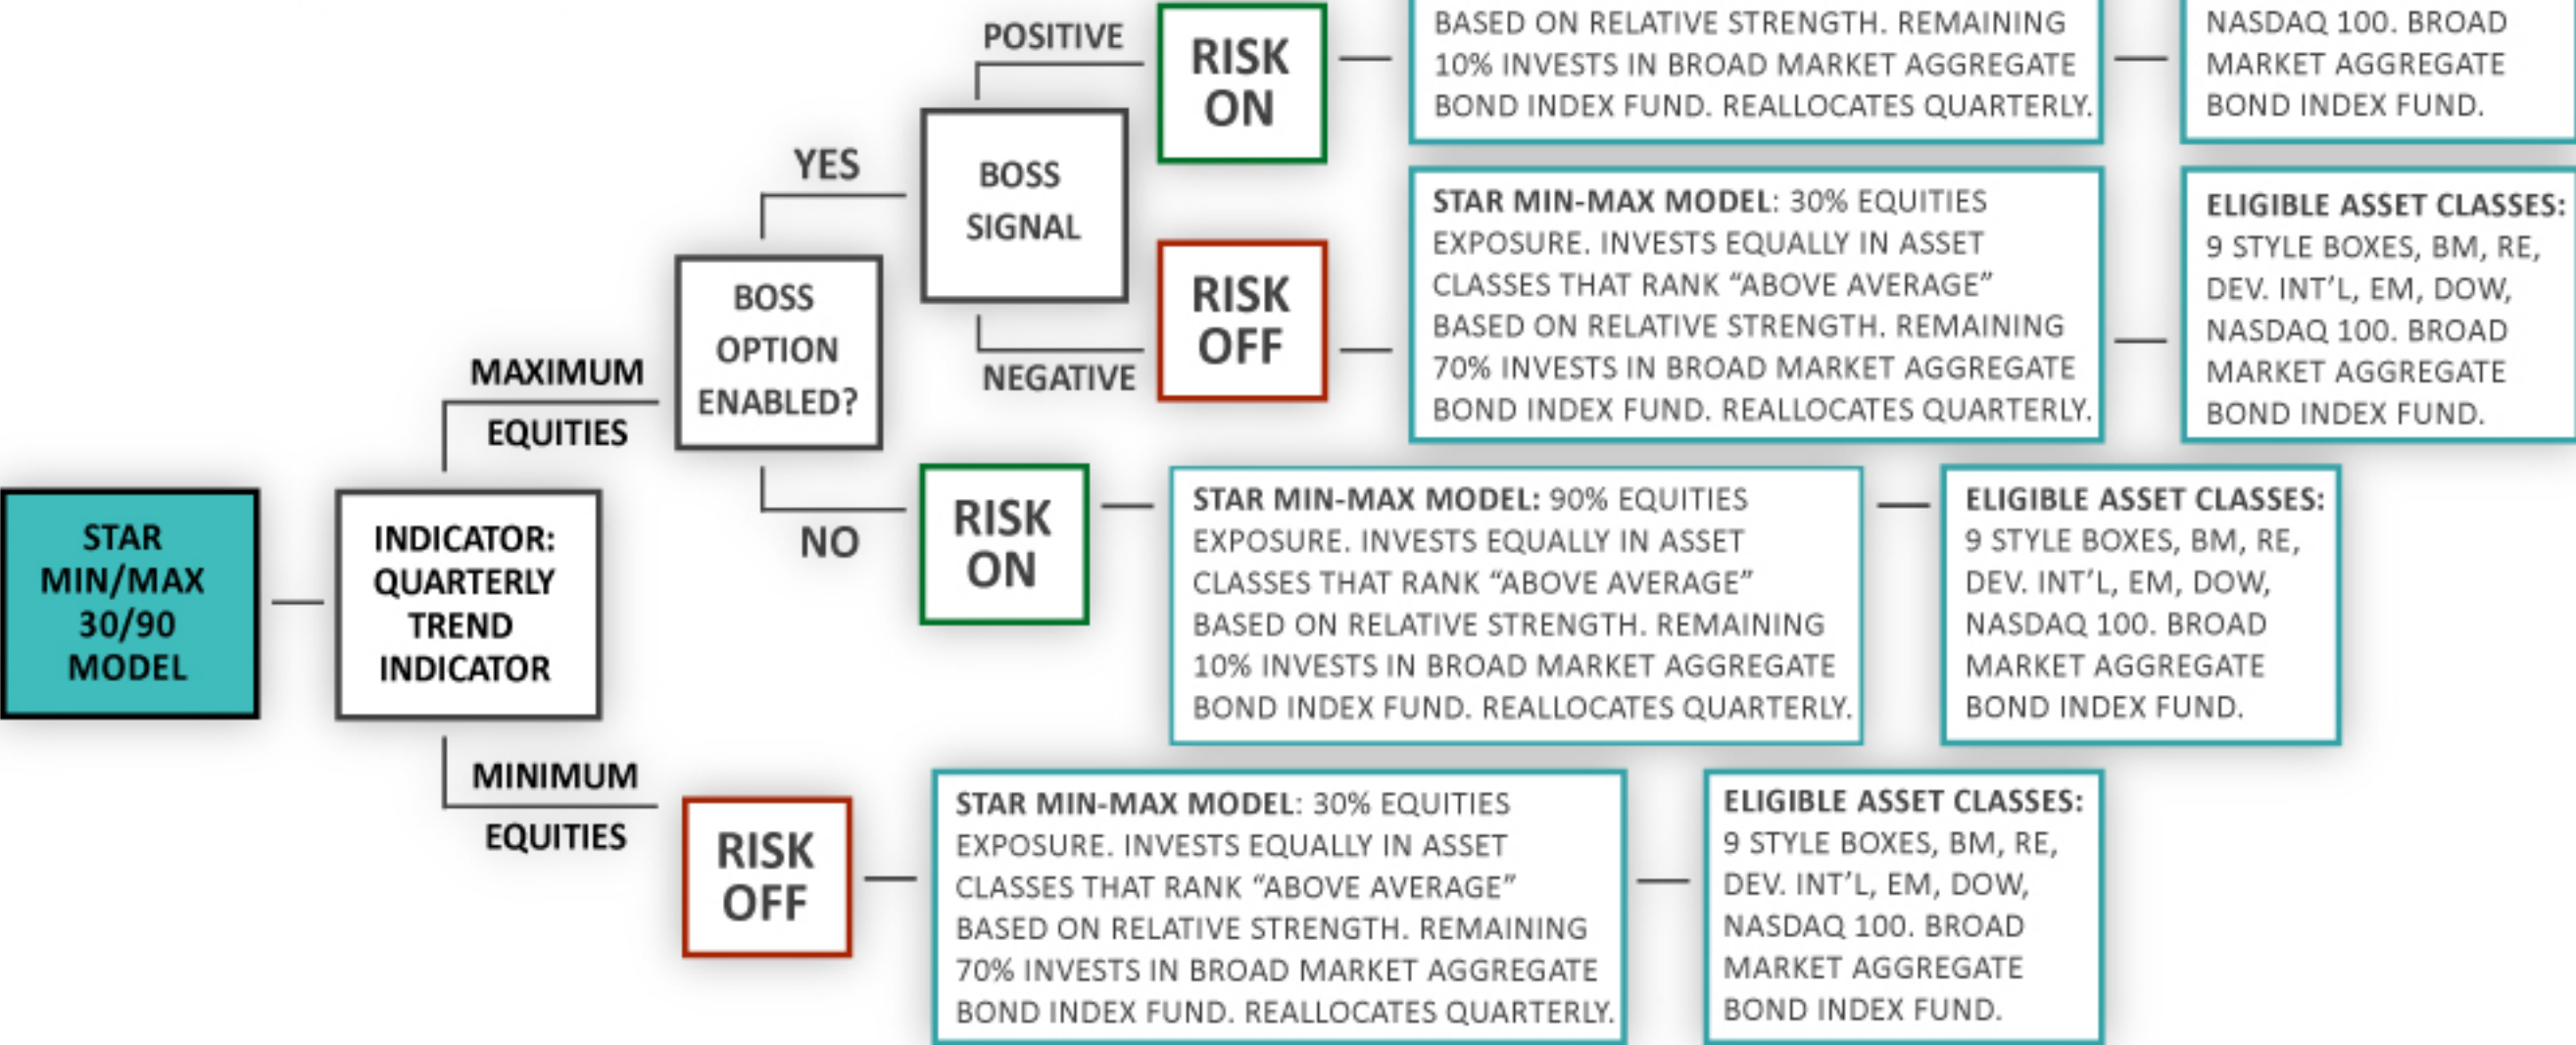 POSITIVE
RISK
ON
BASED ON RELATIVE STRENGTH. REMAINING
10% INVESTS IN BROAD MARKET AGGREGATE
BOND INDEX FUND. REALLOCATES QUARTERLY.
NASDAQ 100. BROAD
MARKET AGGREGATE
BOND INDEX FUND.
YES
BOSS
SIGNAL
NEGATIVE
RISK
OFF
STAR MIN-MAX MODEL: 30% EQUITIES
EXPOSURE. INVESTS EQUALLY IN ASSET
CLASSES THAT RANK “ABOVE AVERAGE”
BASED ON RELATIVE STRENGTH. REMAINING
70% INVESTS IN BROAD MARKET AGGREGATE
BOND INDEX FUND. REALLOCATES QUARTERLY.
ELIGIBLE ASSET CLASSES:
9 STYLE BOXES, BM, RE,
DEV. INT’L, EM, DOW,
NASDAQ 100. BROAD
MARKET AGGREGATE
BOND INDEX FUND.
MAXIMUM
EQUITIES
BOSS
OPTION
ENABLED?
NO
RISK
ON
STAR MIN-MAX MODEL: 90% EQUITIES
EXPOSURE. INVESTS EQUALLY IN ASSET
CLASSES THAT RANK “ABOVE AVERAGE”
BASED ON RELATIVE STRENGTH. REMAINING
10% INVESTS IN BROAD MARKET AGGREGATE
BOND INDEX FUND. REALLOCATES QUARTERLY.
ELIGIBLE ASSET CLASSES:
9 STYLE BOXES, BM, RE,
DEV. INT’L, EM, DOW,
NASDAQ 100. BROAD
MARKET AGGREGATE
BOND INDEX FUND.
STAR
MIN/MAX
30/90
MODEL
INDICATOR:
QUARTERLY
TREND
INDICATOR
MINIMUM
EQUITIES
RISK
OFF
STAR MIN-MAX MODEL: 30% EQUITIES
EXPOSURE. INVESTS EQUALLY IN ASSET
CLASSES THAT RANK “ABOVE AVERAGE”
BASED ON RELATIVE STRENGTH. REMAINING
70% INVESTS IN BROAD MARKET AGGREGATE
BOND INDEX FUND. REALLOCATES QUARTERLY.
ELIGIBLE ASSET CLASSES:
9 STYLE BOXES, BM, RE,
DEV. INT’L, EM, DOW,
NASDAQ 100. BROAD
MARKET AGGREGATE
BOND INDEX FUND.